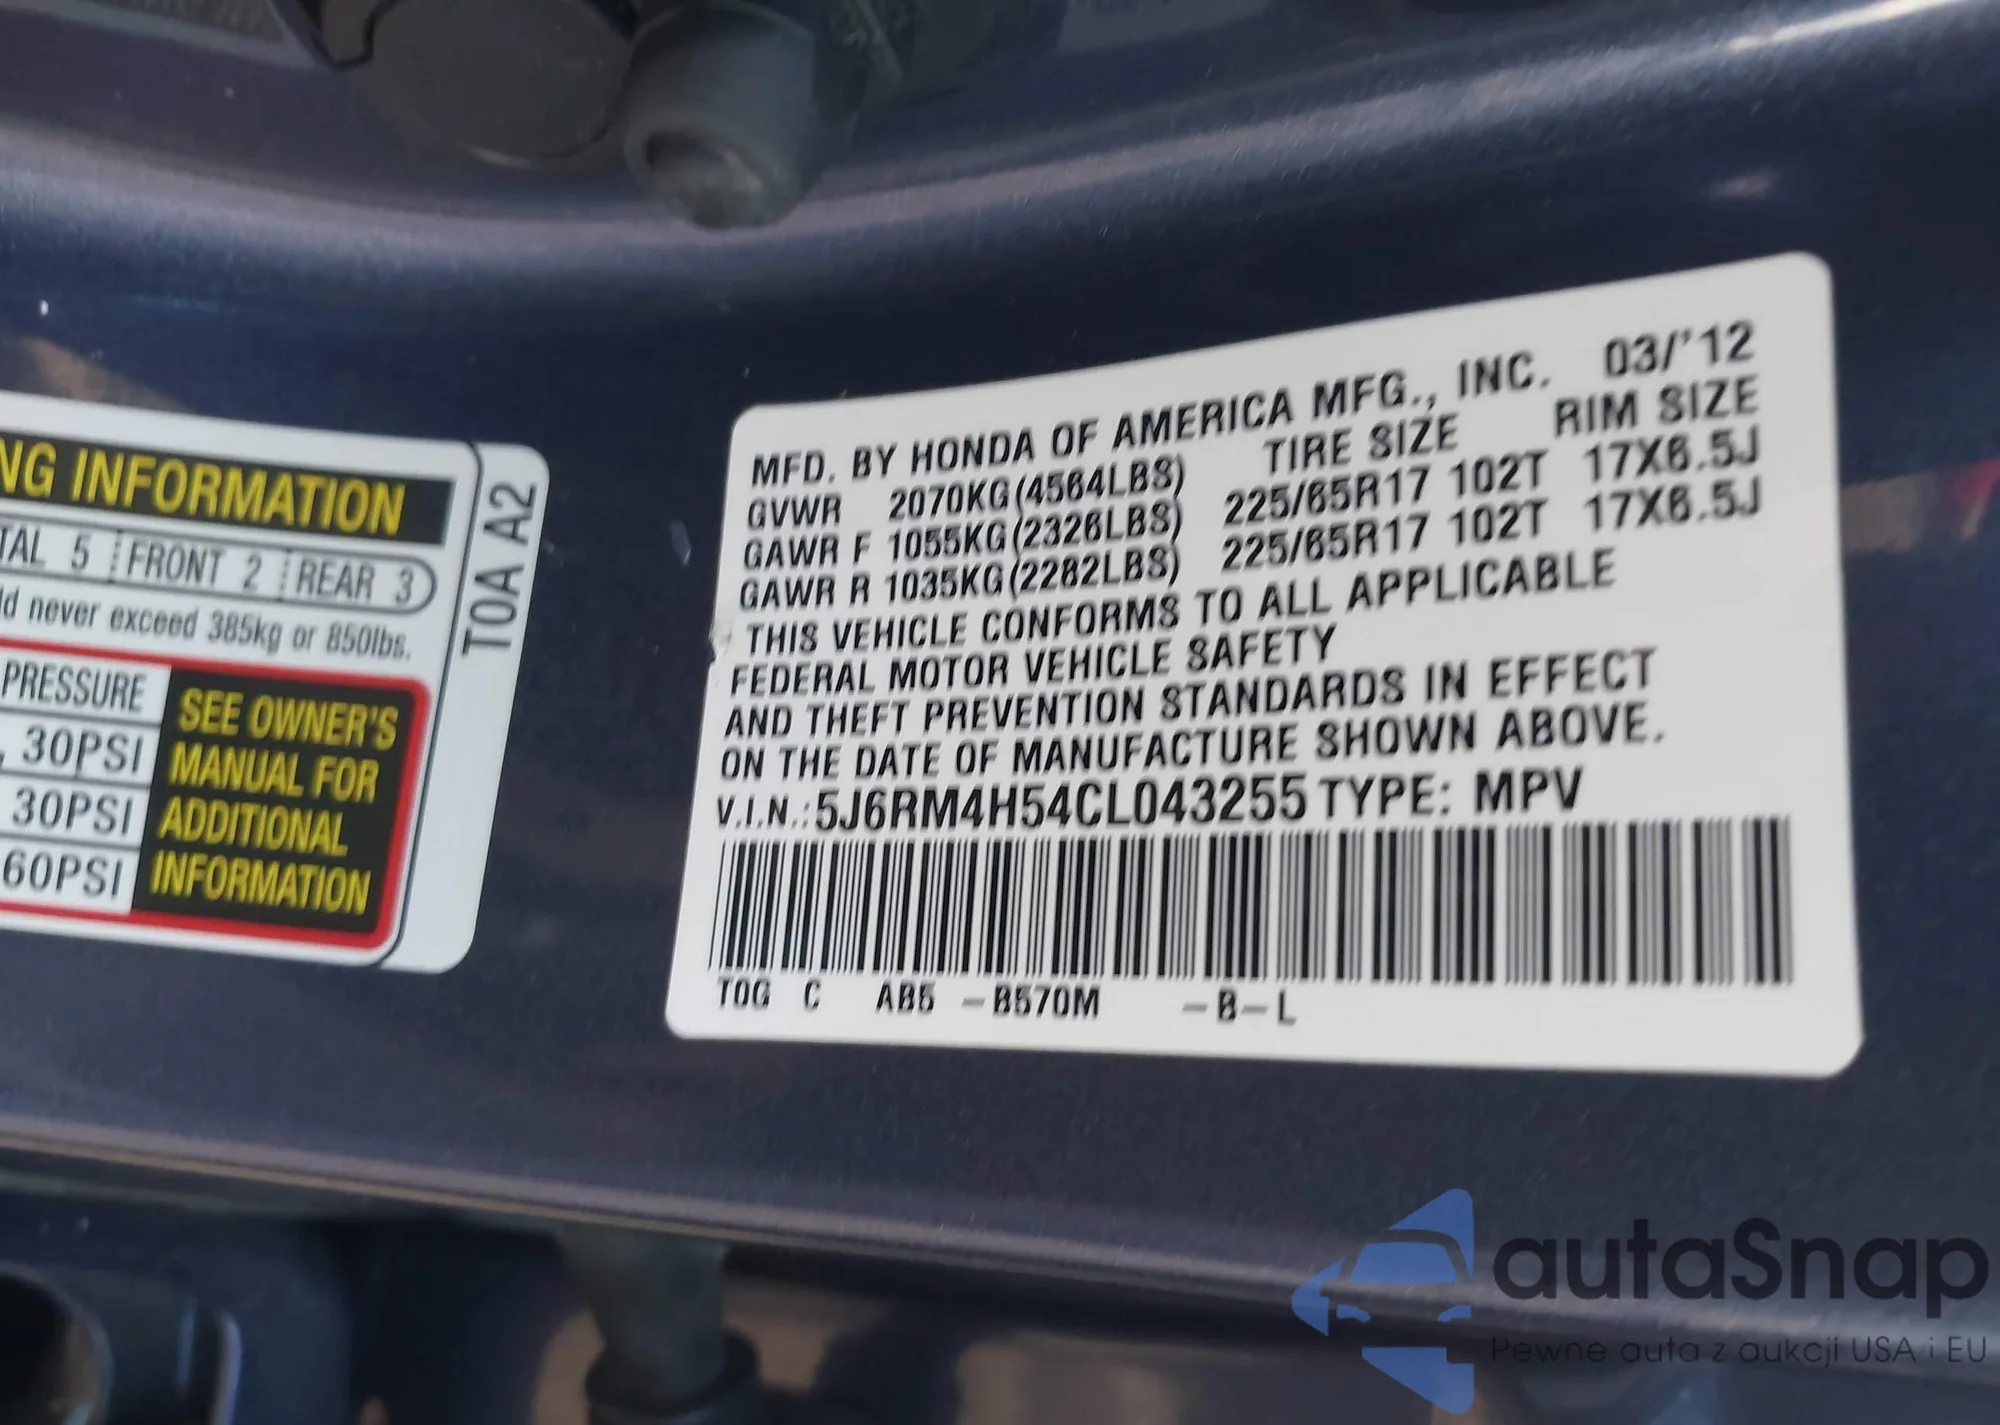 NG INFORMATION
TAL 5 FRONT 2 REAR 3
ld never exceed 385kg or 850lbs.
PRESSURE
, 30PSI
30PSI
60PSI
SEE OWNER'S
MANUAL FOR
ADDITIONAL
INFORMATION
T0A A2
MFD. BY HONDA OF AMERICA MFG., INC. 03/'12
TIRE SIZE RIM SIZE
GVWR 2070KG(4564LBS)
GAWR F 1055KG(2326LBS) 225/65R17 102T 17X6.5J
GAWR R 1035KG(2282LBS) 225/65R17 102T 17X6.5J
THIS VEHICLE CONFORMS TO ALL APPLICABLE
FEDERAL MOTOR VEHICLE SAFETY
AND THEFT PREVENTION STANDARDS IN EFFECT
ON THE DATE OF MANUFACTURE SHOWN ABOVE.
V.I.N.: 5J6RM4H54CL043255 TYPE: MPV
T0G C AB5 -B570M -B-L
autaSnap
Pewne auta z aukcji USA i EU